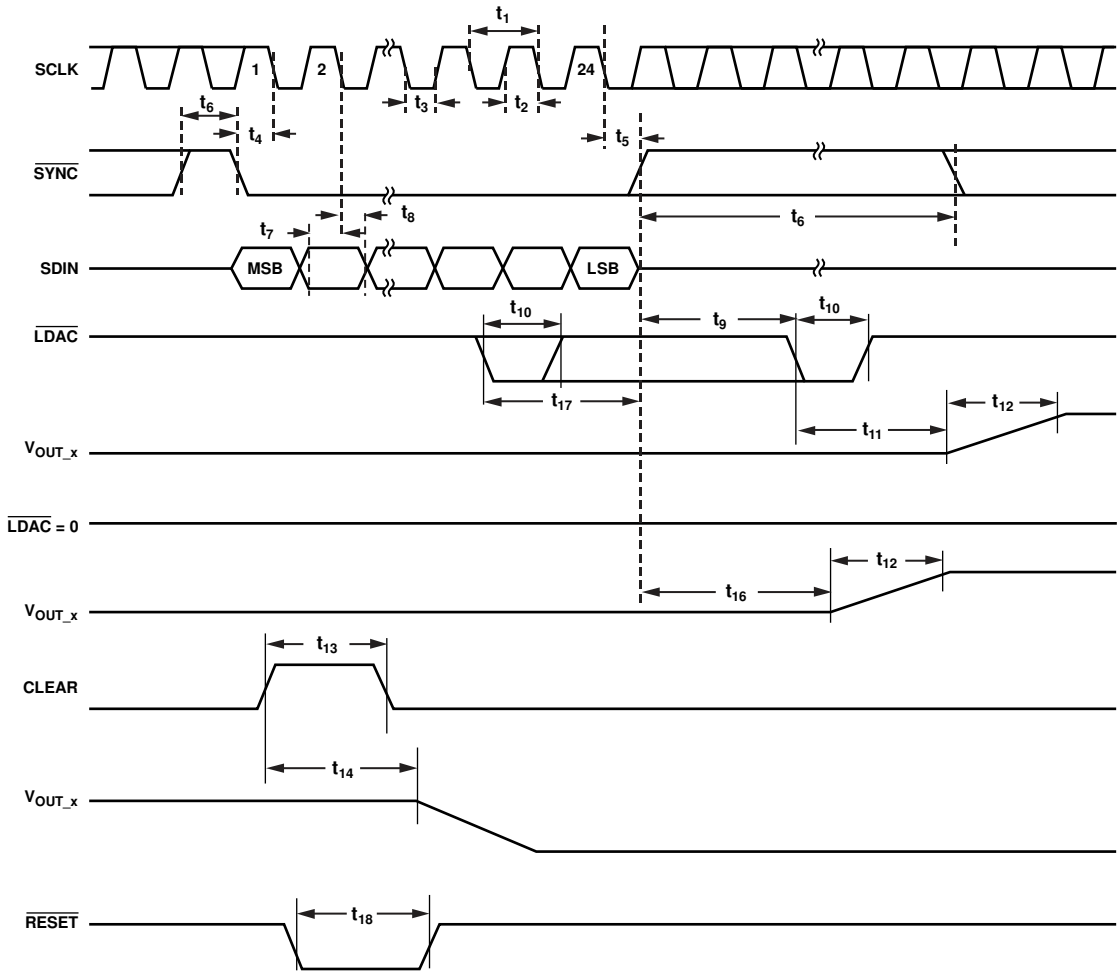 t1
SCLK
1
2
24
t3
t2
t6
t4
t5
SYNC
t6
t7
t8
SDIN
MSB
LSB
t10
t9
t10
LDAC
t17
t12
t11
VOUT_x
LDAC = 0
t12
t16
VOUT_x
t13
CLEAR
t14
VOUT_x
RESET
t18